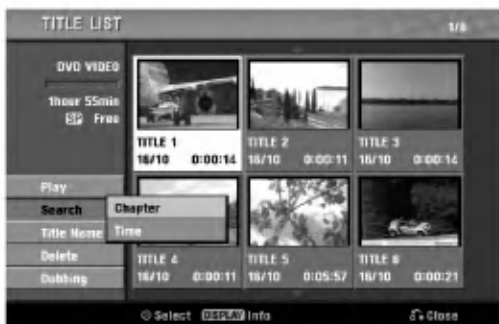 TITLE LIST 1/6
DVD VIDEO
1hour 55min
SP Free
TITLE 1
16/10 0:00:14
TITLE 2
16/10 0:00:11
TITLE 3
16/10 0:00:14
Play
Search
Title Name
Delete
Dubbing
Chapter
Time
TITLE 4
16/10 0:00:11
TITLE 5
16/10 0:05:57
TITLE 6
16/10 0:00:21
Select DISPLAY Info Close